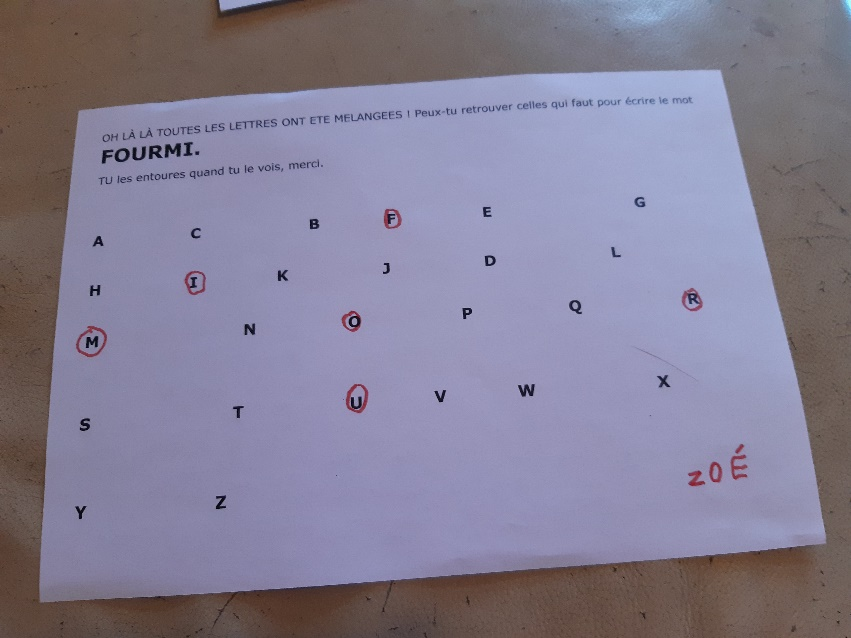 OH LÀ LÀ TOUTES LES LETTRES ONT ETE MELANGEES ! Peux-tu retrouver celles qui faut pour écrire le mot
FOURMI.
TU les entoures quand tu le vois, merci.
A C B F E G
H I K J D L
M N O P Q R
S T U V W X
Y Z
ZOÉ